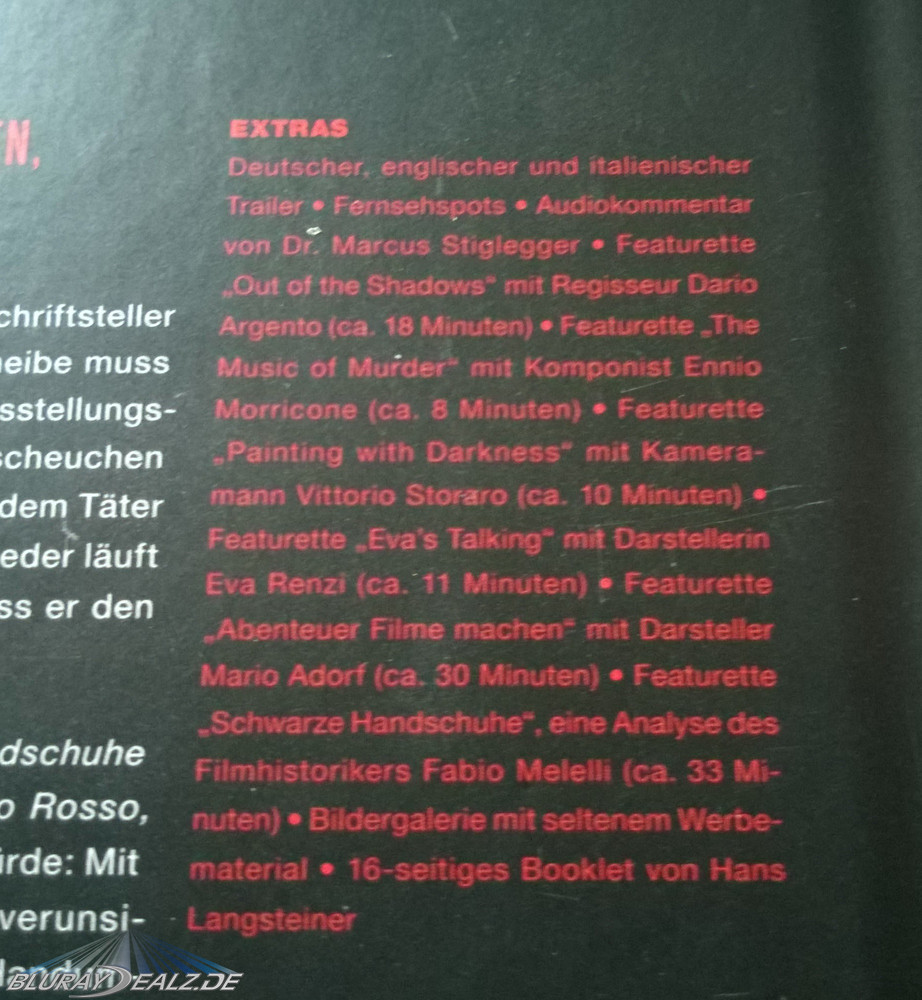 EN,
chriftsteller
heibe muss
sstellungs-
scheuchen
dem Täter
eder läuft
ss er den
dschuhe
o Rosso,
ürde: Mit
verunsi-
EXTRAS
Deutscher, englischer und italienischer
Trailer • Fernsehspots • Audiokommentar
von Dr. Marcus Stiglegger • Featurette
„Out of the Shadows“ mit Regisseur Dario
Argento (ca. 18 Minuten) • Featurette „The
Music of Murder“ mit Komponist Ennio
Morricone (ca. 8 Minuten) • Featurette
„Painting with Darkness“ mit Kamera-
mann Vittorio Storaro (ca. 10 Minuten) •
Featurette „Eva's Talking“ mit Darstellerin
Eva Renzi (ca. 11 Minuten) • Featurette
„Abenteuer Filme machen“ mit Darsteller
Mario Adorf (ca. 30 Minuten) • Featurette
„Schwarze Handschuhe“, eine Analyse des
Filmhistorikers Fabio Melelli (ca. 33 Mi-
nuten) • Bildergalerie mit seltenem Werbe-
material • 16-seitiges Booklet von Hans
Langsteiner
BLURAYDEALZ.DE